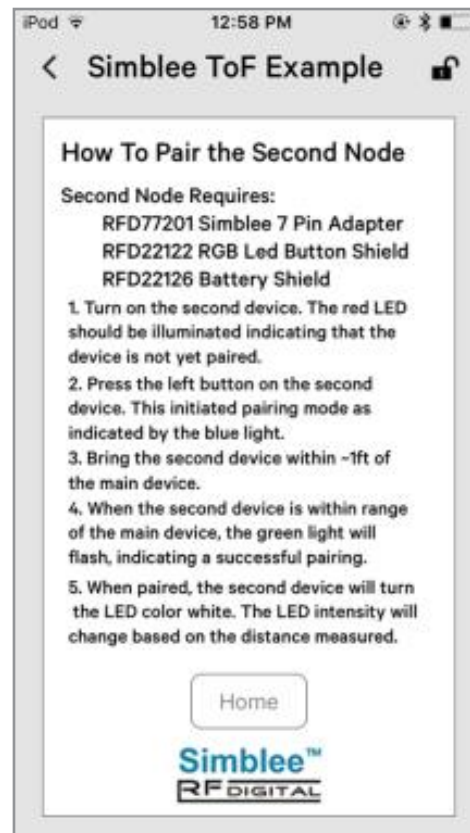 iPod 12:58 PM
< Simblee ToF Example
How To Pair the Second Node
Second Node Requires:
RFD77201 Simblee 7 Pin Adapter
RFD22122 RGB Led Button Shield
RFD22126 Battery Shield
1. Turn on the second device. The red LED
should be illuminated indicating that the
device is not yet paired.
2. Press the left button on the second
device. This initiated pairing mode as
indicated by the blue light.
3. Bring the second device within ~1ft of
the main device.
4. When the second device is within range
of the main device, the green light will
flash, indicating a successful pairing.
5. When paired, the second device will turn
the LED color white. The LED intensity will
change based on the distance measured.
Home
Simblee™
RF DIGITAL